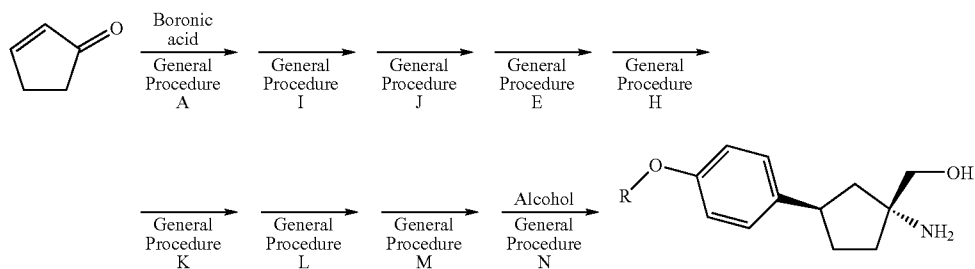 O
Boronic
acid
General
Procedure
A
General
Procedure
I
General
Procedure
J
General
Procedure
E
General
Procedure
H
General
Procedure
K
General
Procedure
L
General
Procedure
M
Alcohol
General
Procedure
N
O
R
OH
NH2